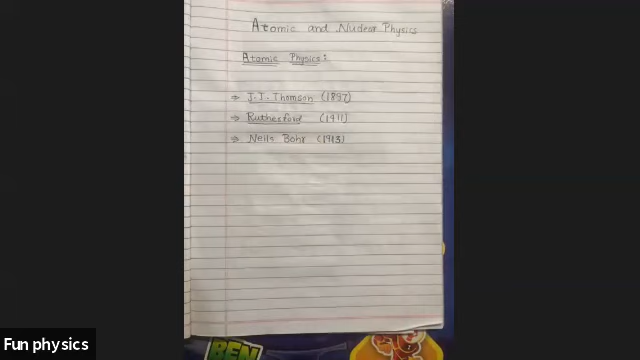 Atomic and Nuclear Physics
Atomic Physics:
⇒ J.J. Thomson (1897)
⇒ Rutherford (1911)
⇒ Neils Bohr (1913)
Fun physics
BEN